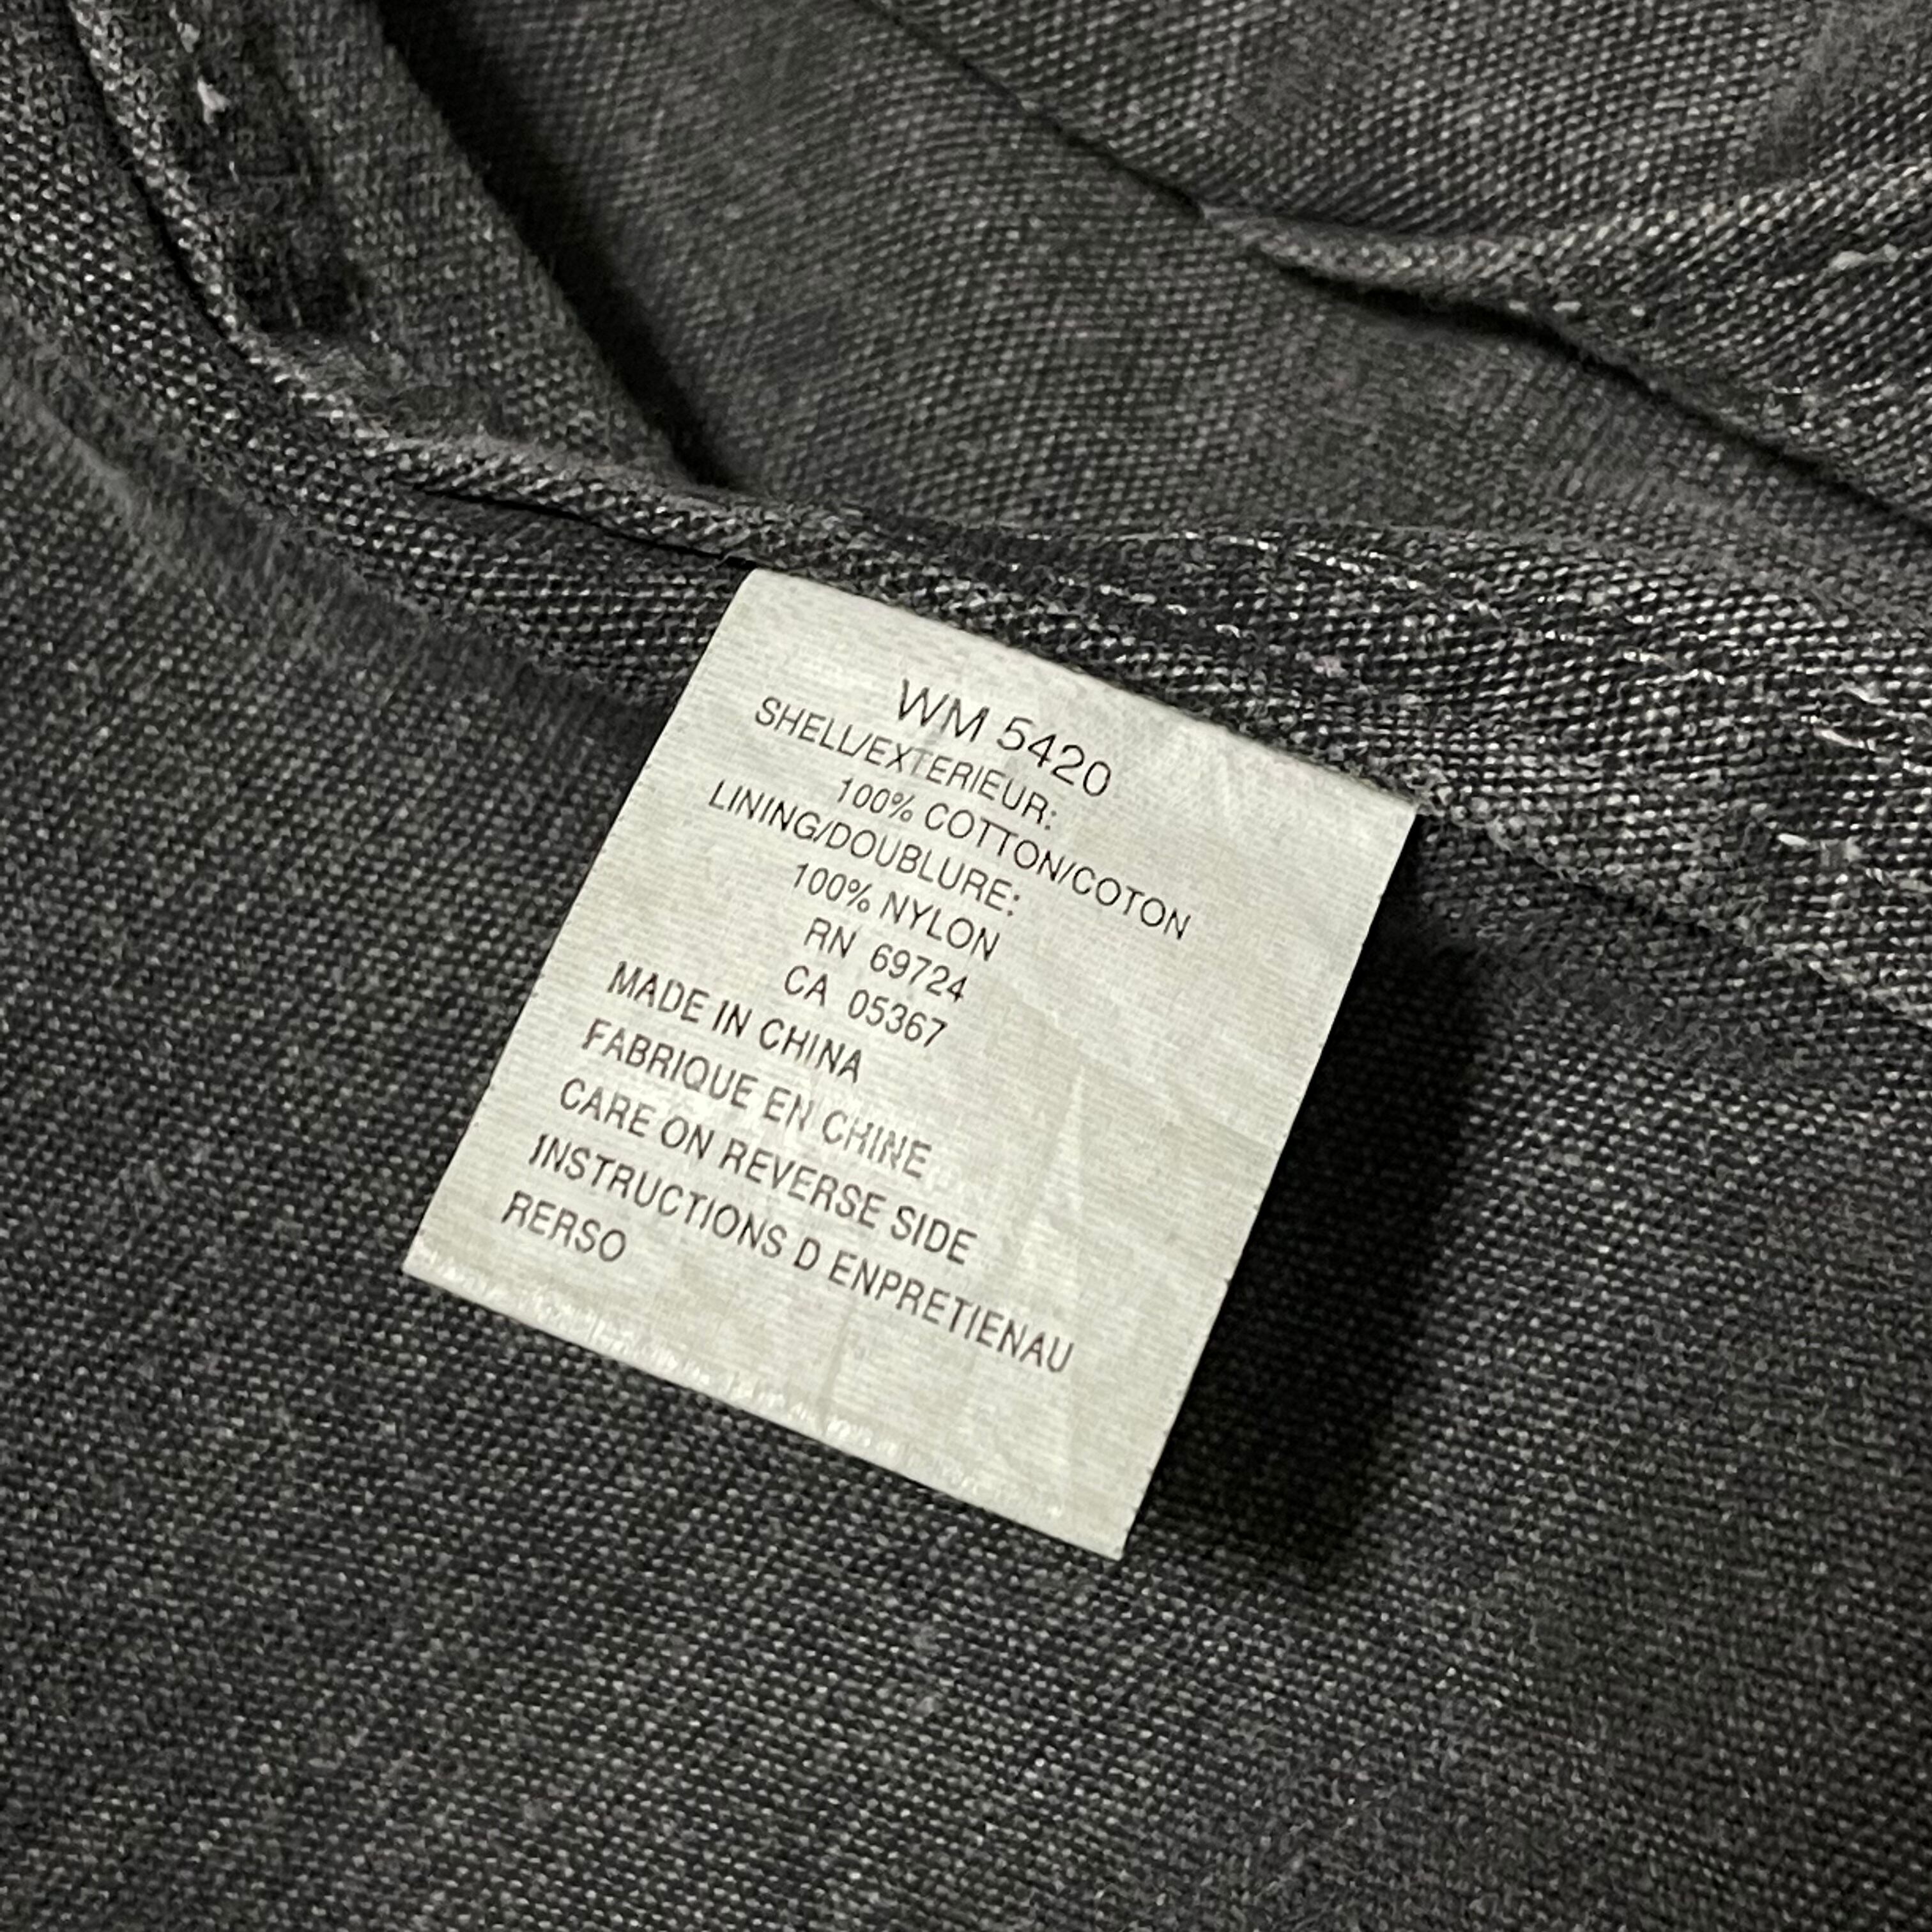 WM 5420
SHELL/EXTERIEUR:
100% COTTON/COTON
LINING/DOUBLURE:
100% NYLON
RN 69724
CA 05367
MADE IN CHINA
FABRIQUE EN CHINE
CARE ON REVERSE SIDE
INSTRUCTIONS D ENPRETIENAU
RERSO